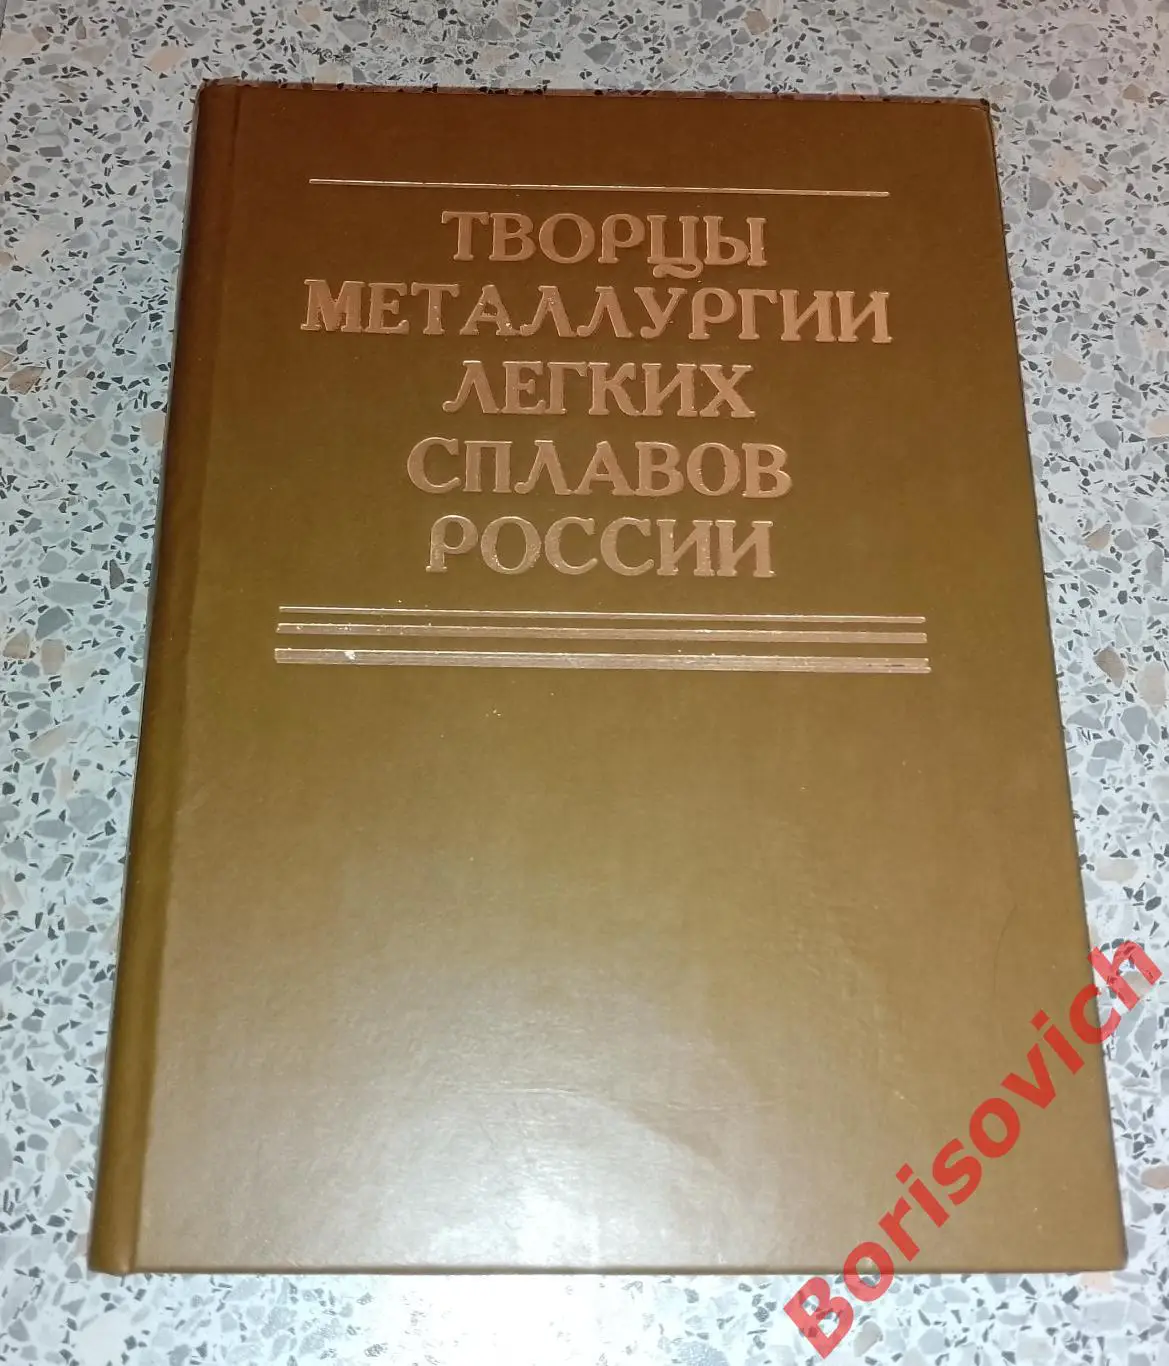 ТВОРЦЫ
МЕТАЛЛУРГИИ
ЛЕГКИХ
СПЛАВОВ
РОССИИ
Borisovich